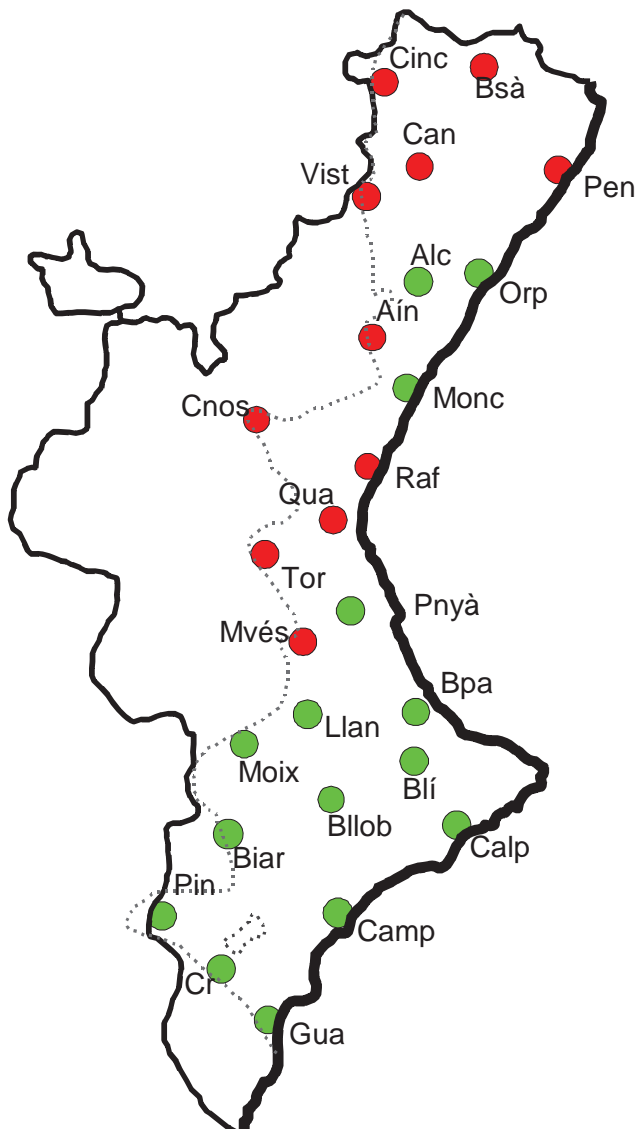 Cinc
Bsà
Can
Vist
Pen
Alc
Orp
Aín
Monc
Cnos
Raf
Qua
Tor
Pnyà
Mvés
Bpa
Llan
Moix
Blí
Bllob
Calp
Biar
Pin
Camp
Cr
Gua